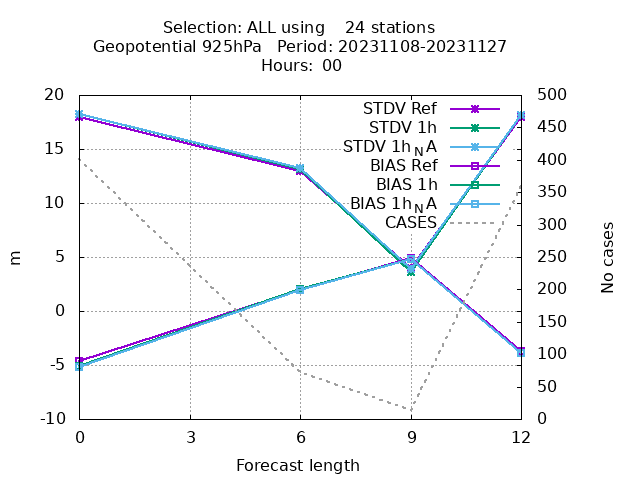 Selection: ALL using    24 stations
Geopotential 925hPa   Period: 20231108-20231127
Hours: 00
STDV Ref
STDV 1h
STDV 1h_NA
BIAS Ref
BIAS 1h
BIAS 1h_NA
CASES
20
15
10
5
0
-5
-10
m
500
450
400
350
300
250
200
150
100
50
0
No cases
0 3 6 9 12
Forecast length